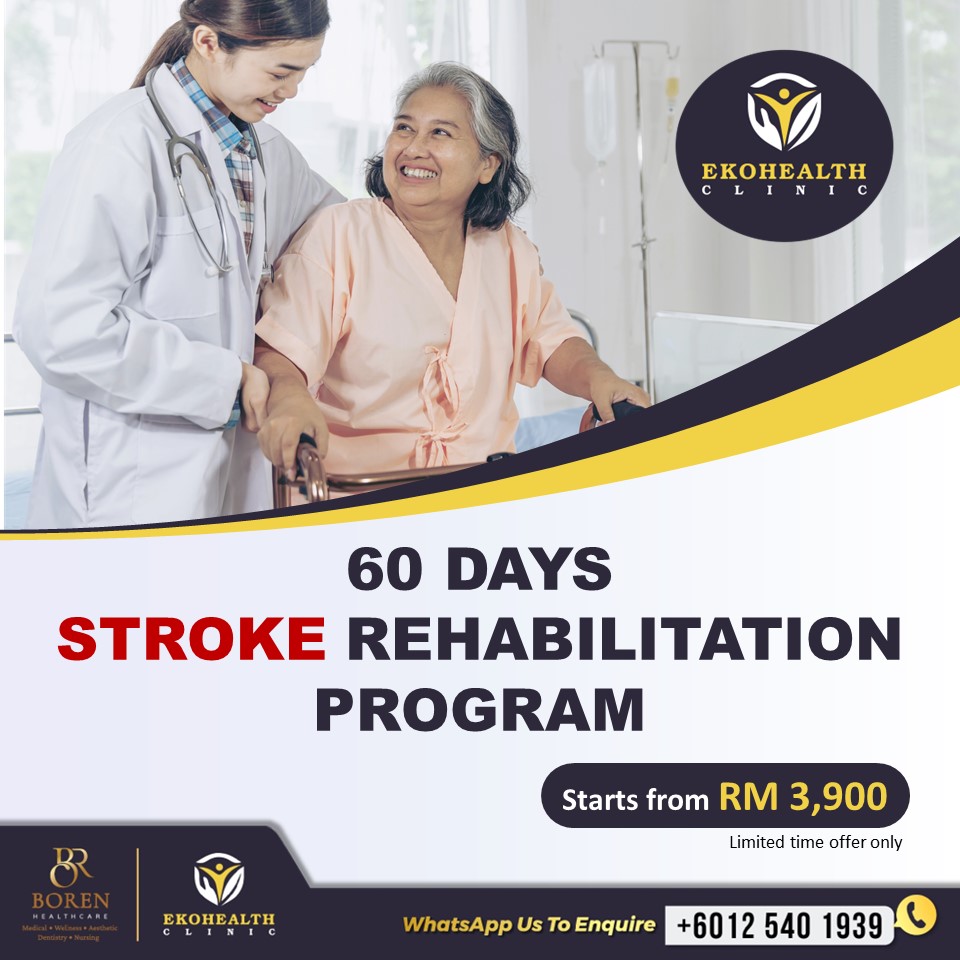 EKOHEALTH
CLINIC
60 DAYS
STROKE REHABILITATION
PROGRAM
Starts from RM 3,900
Limited time offer only
BR
BOREN
HEALTHCARE
Medical • Wellness • Aesthetic
Dentistry • Nursing
EKOHEALTH
CLINIC
WhatsApp Us To Enquire +6012 540 1939